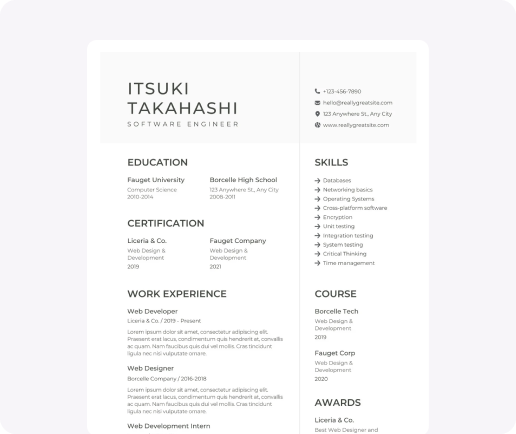 ITSUKI
TAKAHASHI
SOFTWARE ENGINEER
+123-456-7890
hello@reallygreatsite.com
123 Anywhere St., Any City
www.reallygreatsite.com
EDUCATION
Fauget University
Computer Science
2010-2014
Borcelle High School
123 Anywhere St., Any City
2008-2011
CERTIFICATION
Liceria & Co.
Web Design &
Development
2019
Fauget Company
Web Design &
Development
2021
WORK EXPERIENCE
Web Developer
Liceria & Co. / 2019 - Present
Lorem ipsum dolor sit amet, consectetur adipiscing elit.
Praesent erat lacus, condimentum quis hendrerit ut, convallis
ac quam. Nam faucibus quis dui vel mollis. Cras tincidunt
ligula nec nisi vulputate ornare.
Web Designer
Borcelle Company / 2016-2018
Lorem ipsum dolor sit amet, consectetur adipiscing elit.
Praesent erat lacus, condimentum quis hendrerit ut, convallis
ac quam. Nam faucibus quis dui vel mollis. Cras tincidunt
ligula nec nisi vulputate ornare.
Web Development Intern
SKILLS
Databases
Networking basics
Operating Systems
Cross-platform software
Encryption
Unit testing
Integration testing
System testing
Critical Thinking
Time management
COURSE
Borcelle Tech
Web Design &
Development
2019
Fauget Corp
Web Design &
Development
2020
AWARDS
Liceria & Co.
Best Web Designer and